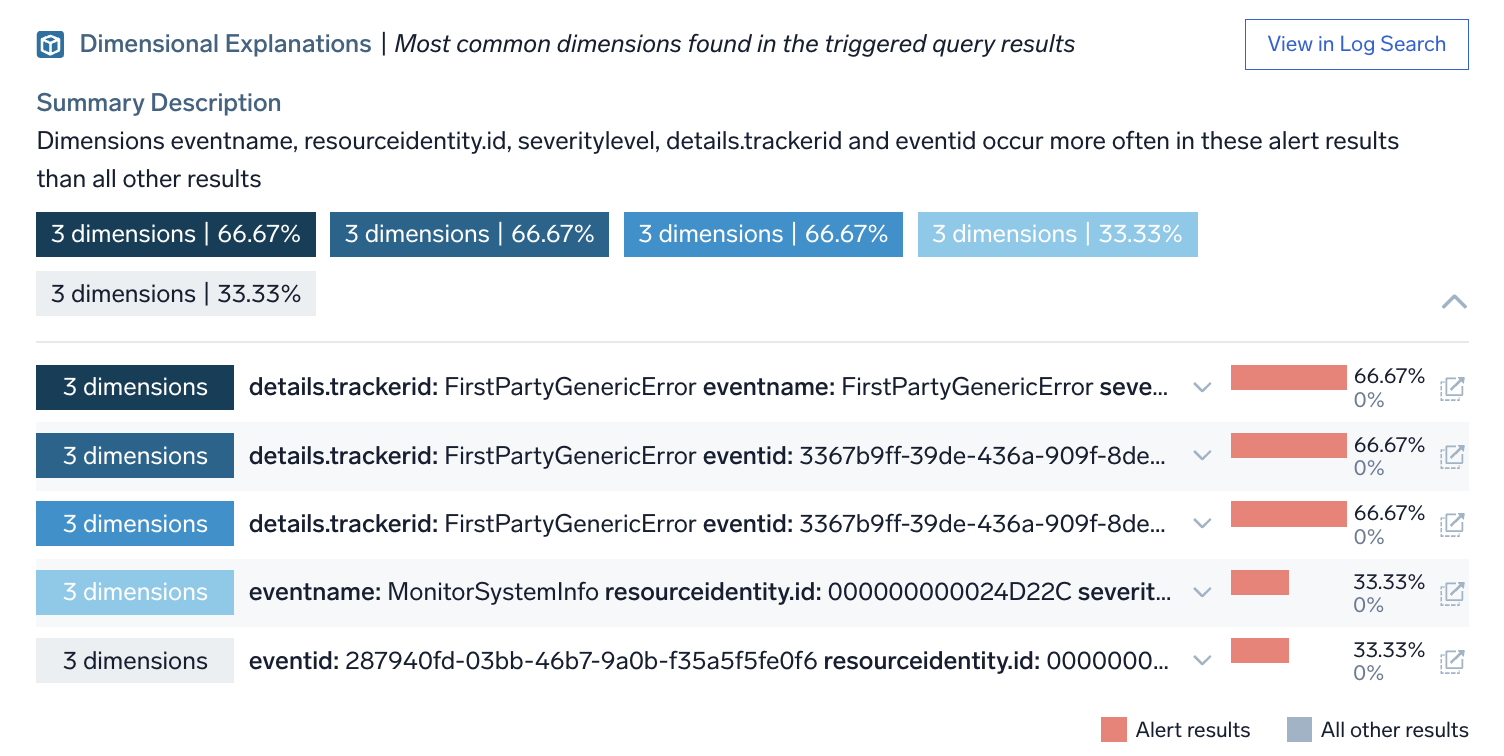 Dimensional Explanations | Most common dimensions found in the triggered query results
View in Log Search
Summary Description
Dimensions eventname, resourceidentity.id, severitylevel, details.trackerid and eventid occur more often in these alert results
than all other results
3 dimensions | 66.67% 3 dimensions | 66.67% 3 dimensions | 66.67% 3 dimensions | 33.33%
3 dimensions | 33.33%
3 dimensions details.trackerid: FirstPartyGenericError eventname: FirstPartyGenericError seve... 66.67%
0%
3 dimensions details.trackerid: FirstPartyGenericError eventid: 3367b9ff-39de-436a-909f-8de... 66.67%
0%
3 dimensions details.trackerid: FirstPartyGenericError eventid: 3367b9ff-39de-436a-909f-8de... 66.67%
0%
3 dimensions eventname: MonitorSystemInfo resourceidentity.id: 000000000024D22C severit... 33.33%
0%
3 dimensions eventid: 287940fd-03bb-46b7-9a0b-f35a5f5fe0f6 resourceidentity.id: 0000000... 33.33%
0%
Alert results All other results